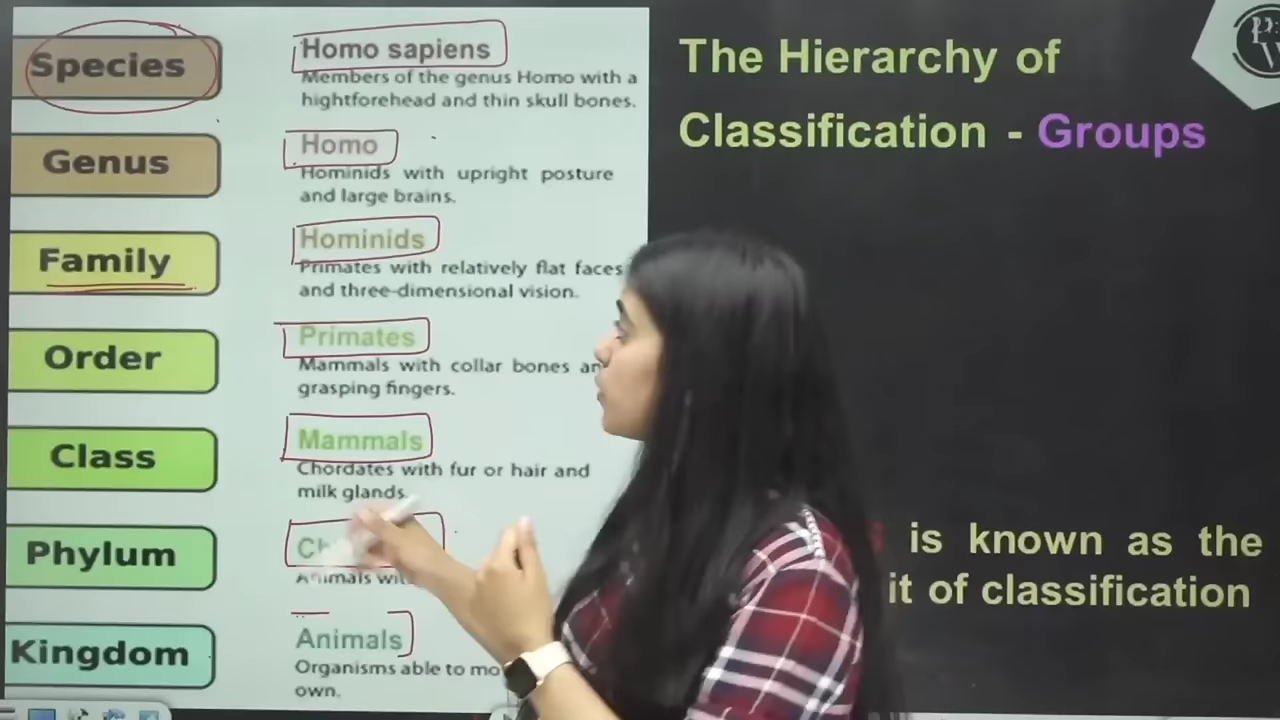 Species
Homo sapiens
Members of the genus Homo with a
hightforehead and thin skull bones.
Genus
Homo
Hominids with upright posture
and large brains.
Family
Hominids
Primates with relatively flat faces
and three-dimensional vision.
Order
Primates
Mammals with collar bones
grasping fingers.
Class
Mammals
Chordates with fur or hair and
milk glands.
Phylum
Animals
Kingdom
Animals
Organisms able to
own.
The Hierarchy of
Classification - Groups
is known as the
of classification